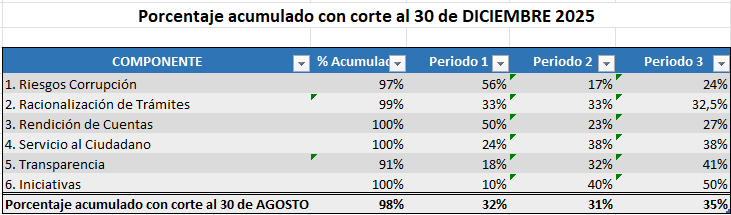 Porcentaje acumulado con corte al 30 de DICIEMBRE 2025
COMPONENTE % Acumulad Periodo 1 Periodo 2 Periodo 3
1. Riesgos Corrupción 97% 56% 17% 24%
2. Racionalización de Trámites 99% 33% 33% 32,5%
3. Rendición de Cuentas 100% 50% 23% 27%
4. Servicio al Ciudadano 100% 24% 38% 38%
5. Transparencia 91% 18% 32% 41%
6. Iniciativas 100% 10% 40% 50%
Porcentaje acumulado con corte al 30 de AGOSTO 98% 32% 31% 35%